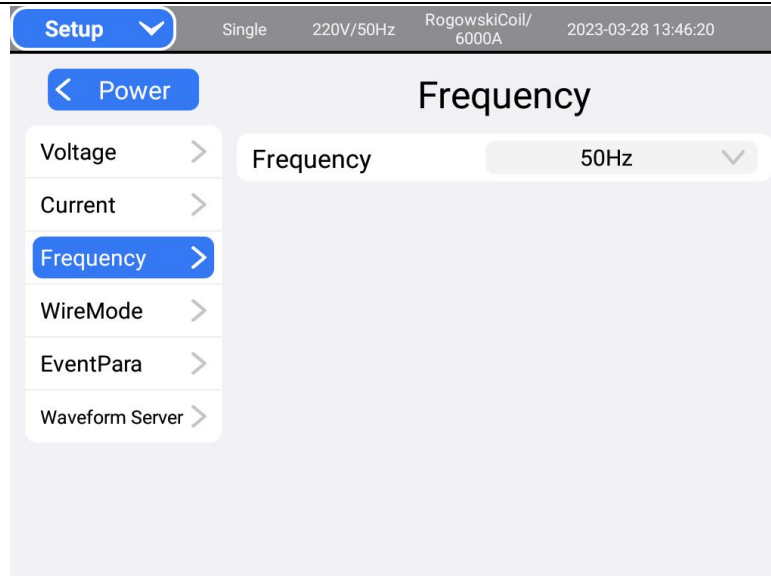 Setup
Single
220V/50Hz
RogowskiCoil/
6000A
2023-03-28 13:46:20
Power
Frequency
Voltage
Current
Frequency
WireMode
EventPara
Waveform Server
Frequency
50Hz